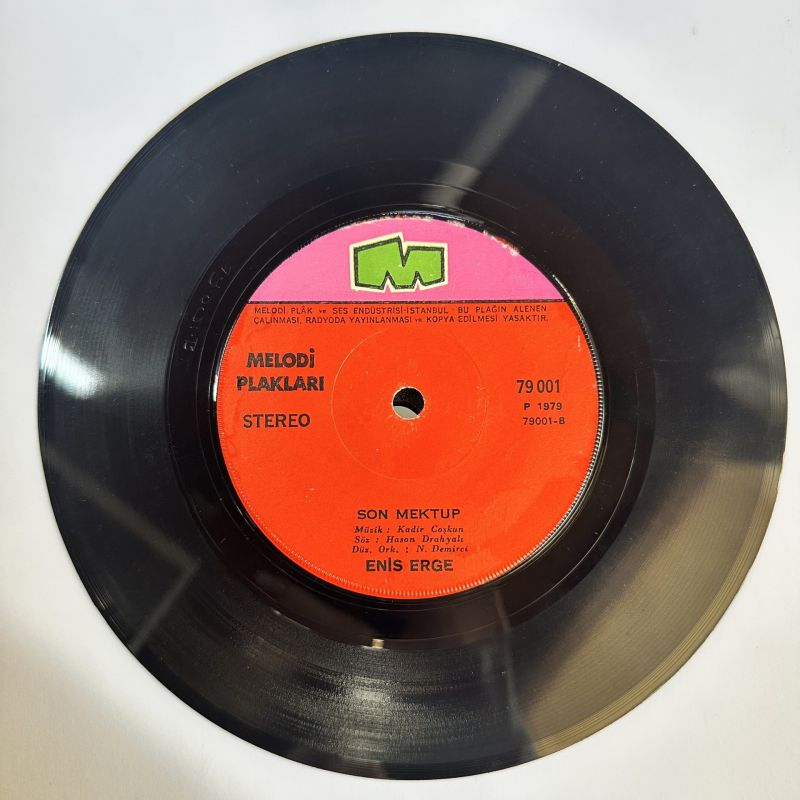 M
MELODİ PLÂK ve SES ENDÜSTRİSİ-İSTANBUL BU PLAĞIN ALENEN
ÇALINMASI, RADYODA YAYINLANMASI ve KOPYA EDİLMESİ YASAKTIR.
MELODİ
PLAKLARI
79 001
P 1979
STEREO
79001-B
SON MEKTUP
Müzik : Kadir Coşkun
Söz : Hasan Drahyalı
Düz. Ork. : N. Demirci
ENİS ERGE